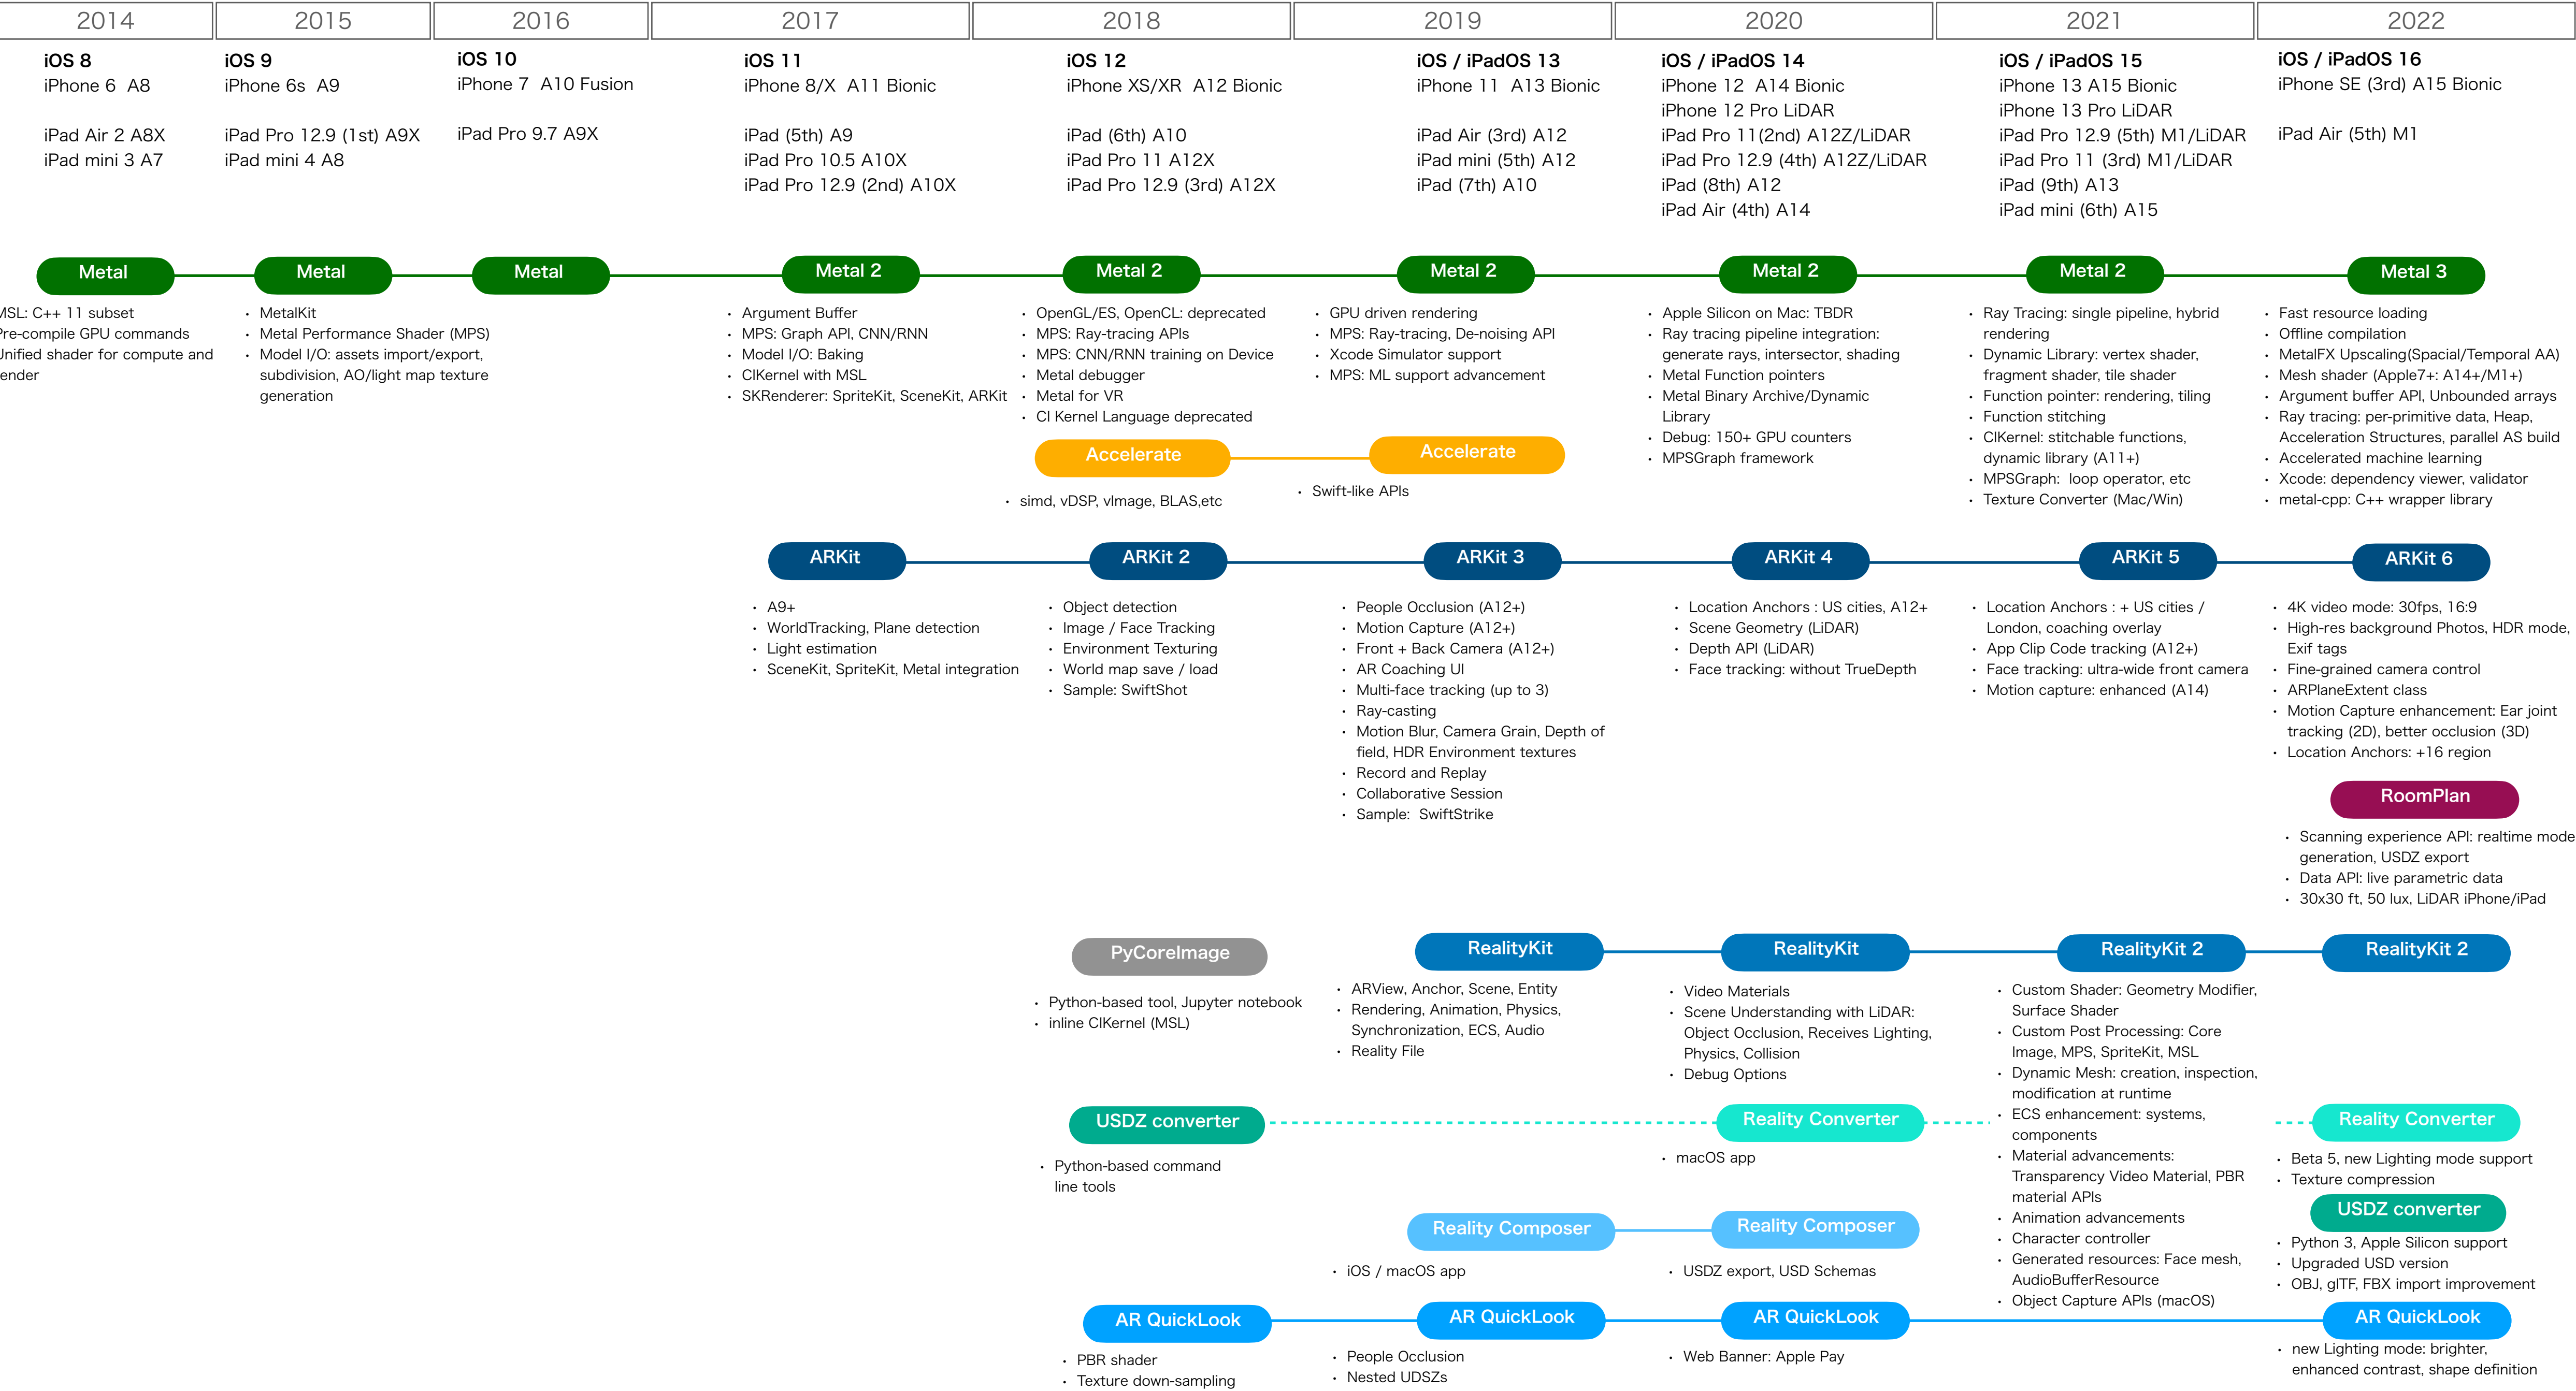 2014
2015
2016
2017
2018
2019
2020
2021
2022
iOS 8
iPhone 6 A8
iPad Air 2 A8X
iPad mini 3 A7
iOS 9
iPhone 6s A9
iPad Pro 12.9 (1st) A9X
iPad mini 4 A8
iOS 10
iPhone 7 A10 Fusion
iPad Pro 9.7 A9X
iOS 11
iPhone 8/X A11 Bionic
iPad (5th) A9
iPad Pro 10.5 A10X
iPad Pro 12.9 (2nd) A10X
iOS 12
iPhone XS/XR A12 Bionic
iPad (6th) A10
iPad Pro 11 A12X
iPad Pro 12.9 (3rd) A12X
iOS / iPadOS 13
iPhone 11 A13 Bionic
iPad Air (3rd) A12
iPad mini (5th) A12
iPad (7th) A10
iOS / iPadOS 14
iPhone 12 A14 Bionic
iPhone 12 Pro LiDAR
iPad Pro 11(2nd) A12Z/LiDAR
iPad Pro 12.9 (4th) A12Z/LiDAR
iPad (8th) A12
iPad Air (4th) A14
iOS / iPadOS 15
iPhone 13 A15 Bionic
iPhone 13 Pro LiDAR
iPad Pro 12.9 (5th) M1/LiDAR
iPad Pro 11 (3rd) M1/LiDAR
iPad (9th) A13
iPad mini (6th) A15
iOS / iPadOS 16
iPhone SE (3rd) A15 Bionic
iPad Air (5th) M1
Metal
MSL: C++ 11 subset
Pre-compile GPU commands
Unified shader for compute and
render
Metal
• MetalKit
• Metal Performance Shader (MPS)
• Model I/O: assets import/export,
subdivision, AO/light map texture
generation
Metal
Metal 2
• Argument Buffer
• MPS: Graph API, CNN/RNN
• Model I/O: Baking
• CIKernel with MSL
• SKRenderer: SpriteKit, SceneKit, ARKit
Metal 2
• OpenGL/ES, OpenCL: deprecated
• MPS: Ray-tracing APIs
• MPS: CNN/RNN training on Device
• Metal debugger
• Metal for VR
• CI Kernel Language deprecated
Metal 2
• GPU driven rendering
• MPS: Ray-tracing, De-noising API
• Xcode Simulator support
• MPS: ML support advancement
Metal 2
• Apple Silicon on Mac: TBDR
• Ray tracing pipeline integration:
generate rays, intersector, shading
• Metal Function pointers
• Metal Binary Archive/Dynamic
Library
• Debug: 150+ GPU counters
• MPSGraph framework
Metal 2
• Ray Tracing: single pipeline, hybrid
rendering
• Dynamic Library: vertex shader,
fragment shader, tile shader
• Function pointer: rendering, tiling
• Function stitching
• CIKernel: stitchable functions,
dynamic library (A11+)
• MPSGraph: loop operator, etc
• Texture Converter (Mac/Win)
Metal 3
• Fast resource loading
• Offline compilation
• MetalFX Upscaling(Spacial/Temporal AA)
• Mesh shader (Apple7+: A14+/M1+)
• Argument buffer API, Unbounded arrays
• Ray tracing: per-primitive data, Heap,
Acceleration Structures, parallel AS build
• Accelerated machine learning
• Xcode: dependency viewer, validator
• metal-cpp: C++ wrapper library
Accelerate
• simd, vDSP, vImage, BLAS,etc
Accelerate
• Swift-like APIs
ARKit
• A9+
• WorldTracking, Plane detection
• Light estimation
• SceneKit, SpriteKit, Metal integration
ARKit 2
• Object detection
• Image / Face Tracking
• Environment Texturing
• World map save / load
• Sample: SwiftShot
ARKit 3
• People Occlusion (A12+)
• Motion Capture (A12+)
• Front + Back Camera (A12+)
• AR Coaching UI
• Multi-face tracking (up to 3)
• Ray-casting
• Motion Blur, Camera Grain, Depth of
field, HDR Environment textures
• Record and Replay
• Collaborative Session
• Sample: SwiftStrike
ARKit 4
• Location Anchors : US cities, A12+
• Scene Geometry (LiDAR)
• Depth API (LiDAR)
• Face tracking: without TrueDepth
ARKit 5
• Location Anchors : + US cities /
London, coaching overlay
• App Clip Code tracking (A12+)
• Face tracking: ultra-wide front camera
• Motion capture: enhanced (A14)
ARKit 6
• 4K video mode: 30fps, 16:9
• High-res background Photos, HDR mode,
Exif tags
• Fine-grained camera control
• ARPlaneExtent class
• Motion Capture enhancement: Ear joint
tracking (2D), better occlusion (3D)
• Location Anchors: +16 region
RoomPlan
• Scanning experience API: realtime mode
generation, USDZ export
• Data API: live parametric data
• 30x30 ft, 50 lux, LiDAR iPhone/iPad
PyCoreImage
• Python-based tool, Jupyter notebook
• inline CIKernel (MSL)
RealityKit
• ARView, Anchor, Scene, Entity
• Rendering, Animation, Physics,
Synchronization, ECS, Audio
• Reality File
RealityKit
• Video Materials
• Scene Understanding with LiDAR:
Object Occlusion, Receives Lighting,
Physics, Collision
• Debug Options
RealityKit 2
• Custom Shader: Geometry Modifier,
Surface Shader
• Custom Post Processing: Core
Image, MPS, SpriteKit, MSL
• Dynamic Mesh: creation, inspection,
modification at runtime
• ECS enhancement: systems,
components
• Material advancements:
Transparency Video Material, PBR
material APIs
• Animation advancements
• Character controller
• Generated resources: Face mesh,
AudioBufferResource
• Object Capture APIs (macOS)
RealityKit 2
USDZ converter
• Python-based command
line tools
Reality Converter
• macOS app
Reality Converter
• Beta 5, new Lighting mode support
• Texture compression
USDZ converter
• Python 3, Apple Silicon support
• Upgraded USD version
• OBJ, glTF, FBX import improvement
Reality Composer
• iOS / macOS app
Reality Composer
• USDZ export, USD Schemas
AR QuickLook
• PBR shader
• Texture down-sampling
AR QuickLook
• People Occlusion
• Nested UDSZs
AR QuickLook
• Web Banner: Apple Pay
AR QuickLook
• new Lighting mode: brighter,
enhanced contrast, shape definition